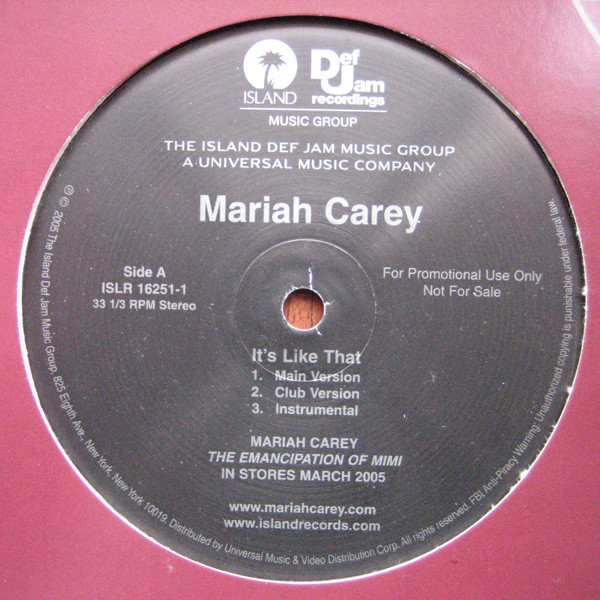 ISLAND
Def Jam recordings
MUSIC GROUP
THE ISLAND DEF JAM MUSIC GROUP
A UNIVERSAL MUSIC COMPANY
Mariah Carey
Side A
ISLR 16251-1
33 1/3 RPM Stereo
For Promotional Use Only
Not For Sale
It's Like That
1. Main Version
2. Club Version
3. Instrumental
MARIAH CAREY
THE EMANCIPATION OF MIMI
IN STORES MARCH 2005
www.mariahcarey.com
www.islandrecords.com
℗ © 2005 The Island Def Jam Music Group, 825 Eighth Ave., New York, New York 10019. Distributed by Universal Music & Video Distribution Corp. All rights reserved. FBI Anti-Piracy Warning: Unauthorized copying is punishable under federal law.